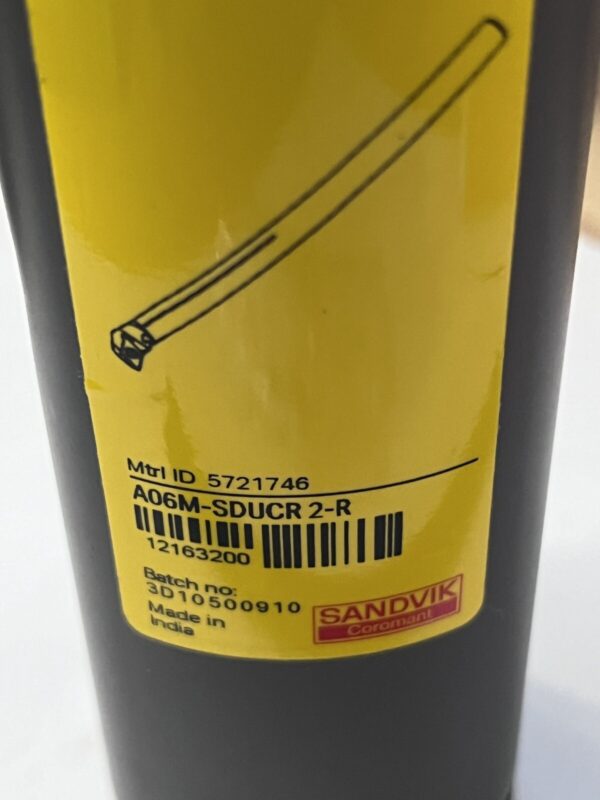 Mtrl ID 5721746
A06M-SDUCR 2-R
12163200
Batch no:
3D10500910
Made in
India
SANDVIK
Coromant